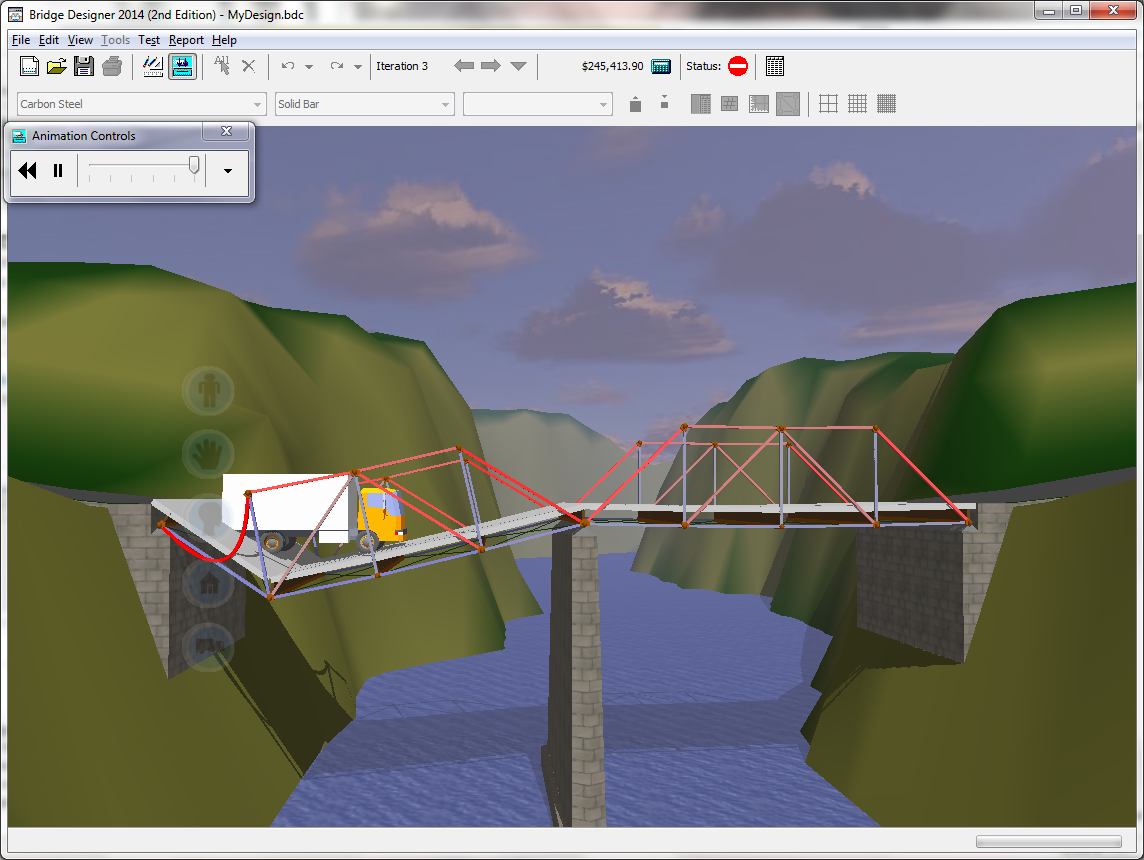 Bridge Designer 2014 (2nd Edition) - MyDesign.bdc
File Edit View Tools Test Report Help
All Iteration 3 $245,413.90 Status:
Carbon Steel Solid Bar
Animation Controls